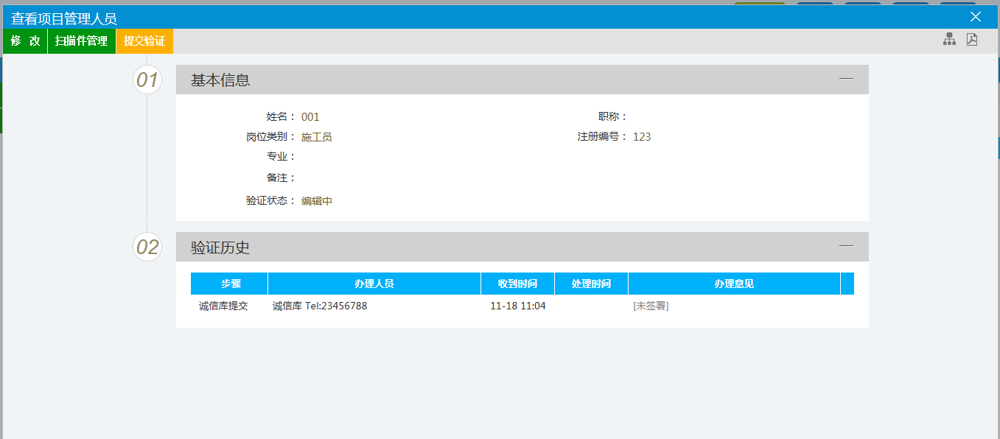 查看项目管理人员
修 改 扫描件管理 提交验证
01 基本信息
姓名： 001 职称：
岗位类别： 施工员 注册编号： 123
专业：
备注：
验证状态： 编辑中
02 验证历史
步骤 办理人员 收到时间 处理时间 办理意见
诚信库提交 诚信库 Tel:23456788 11-18 11:04 [未签署]